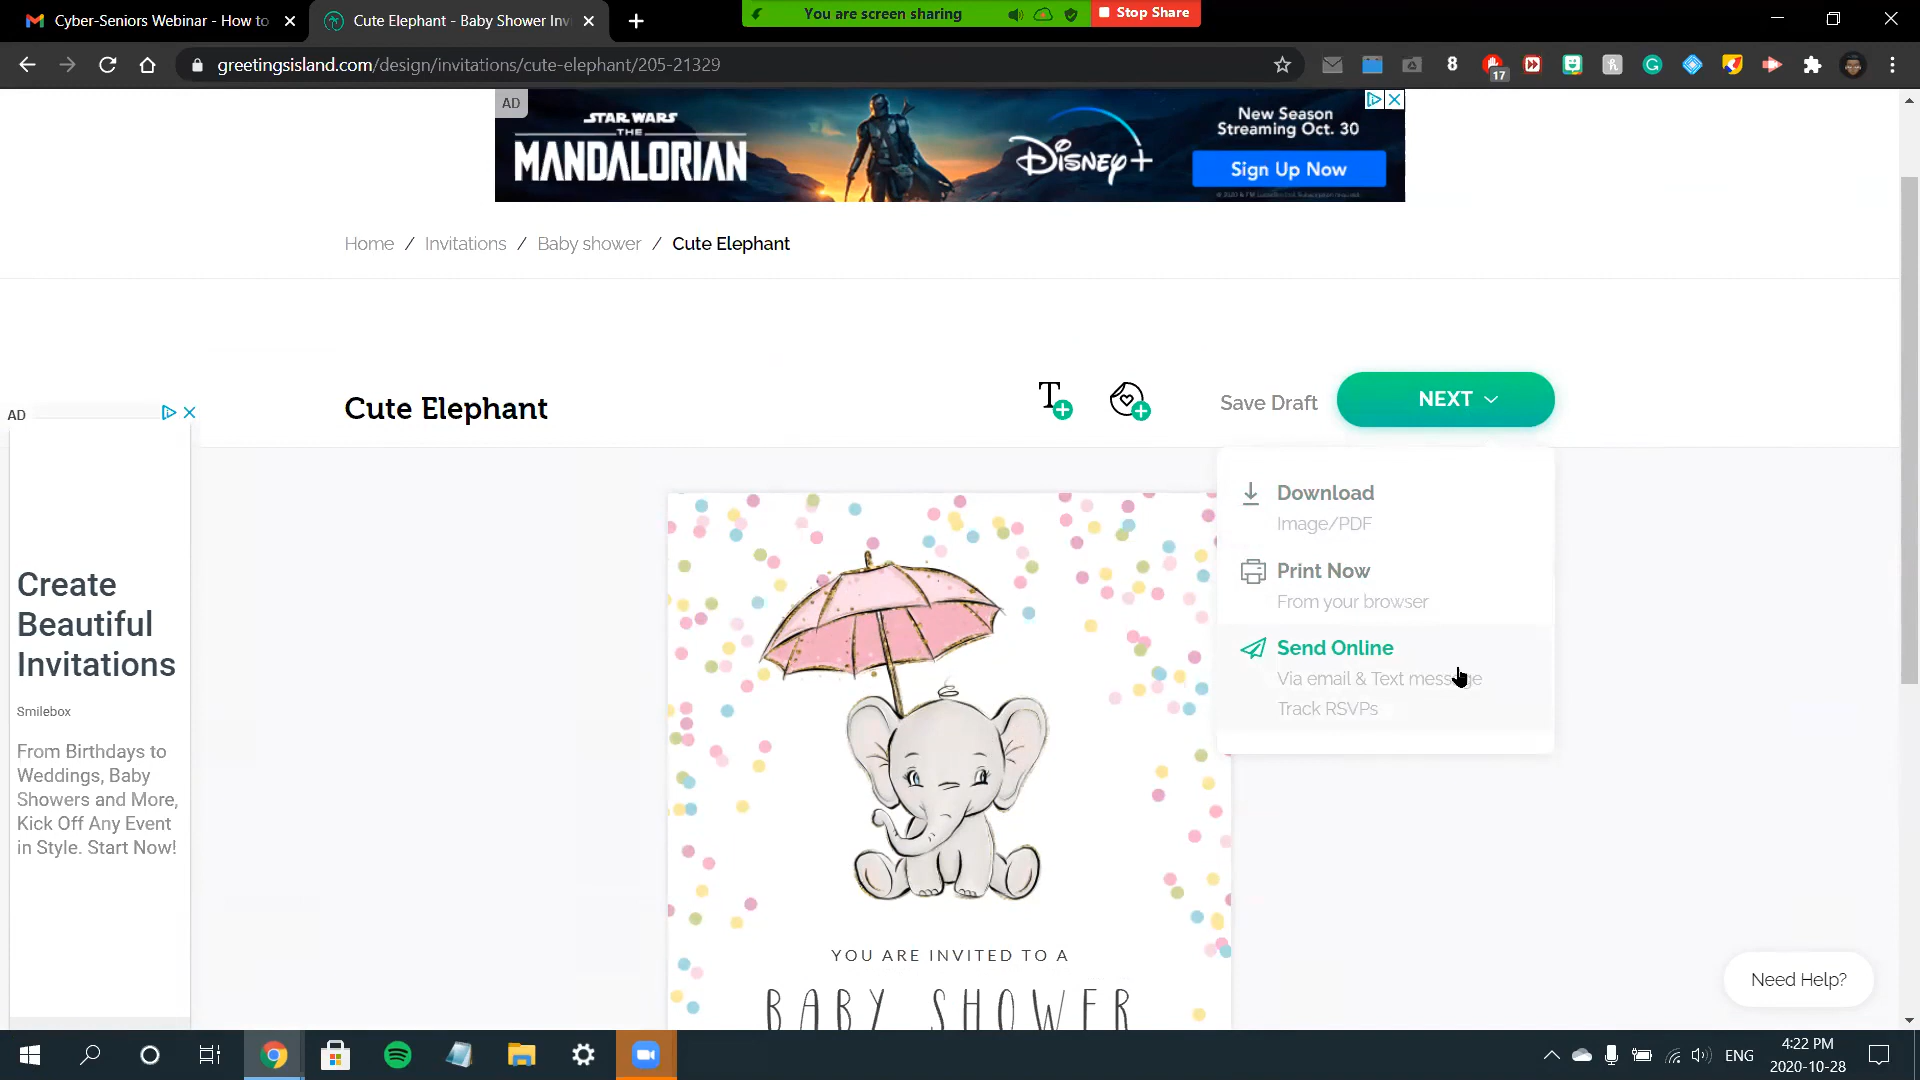 Cyber-Seniors Webinar - How to
Cute Elephant - Baby Shower Inv
You are screen sharing
Stop Share
greetingsisland.com/design/invitations/cute-elephant/205-21329
8
17
AD
STAR WARS
THE
MANDALORIAN
Disney+
New Season
Streaming Oct. 30
Sign Up Now
Home / Invitations / Baby shower / Cute Elephant
Cute Elephant
Save Draft
NEXT
AD
Create
Beautiful
Invitations
Smilebox
From Birthdays to
Weddings, Baby
Showers and More,
Kick Off Any Event
in Style. Start Now!
Download
Image/PDF
Print Now
From your browser
Send Online
Via email & Text message
Track RSVPs
YOU ARE INVITED TO A
BABY SHOWER
Need Help?
ENG
4:22 PM
2020-10-28